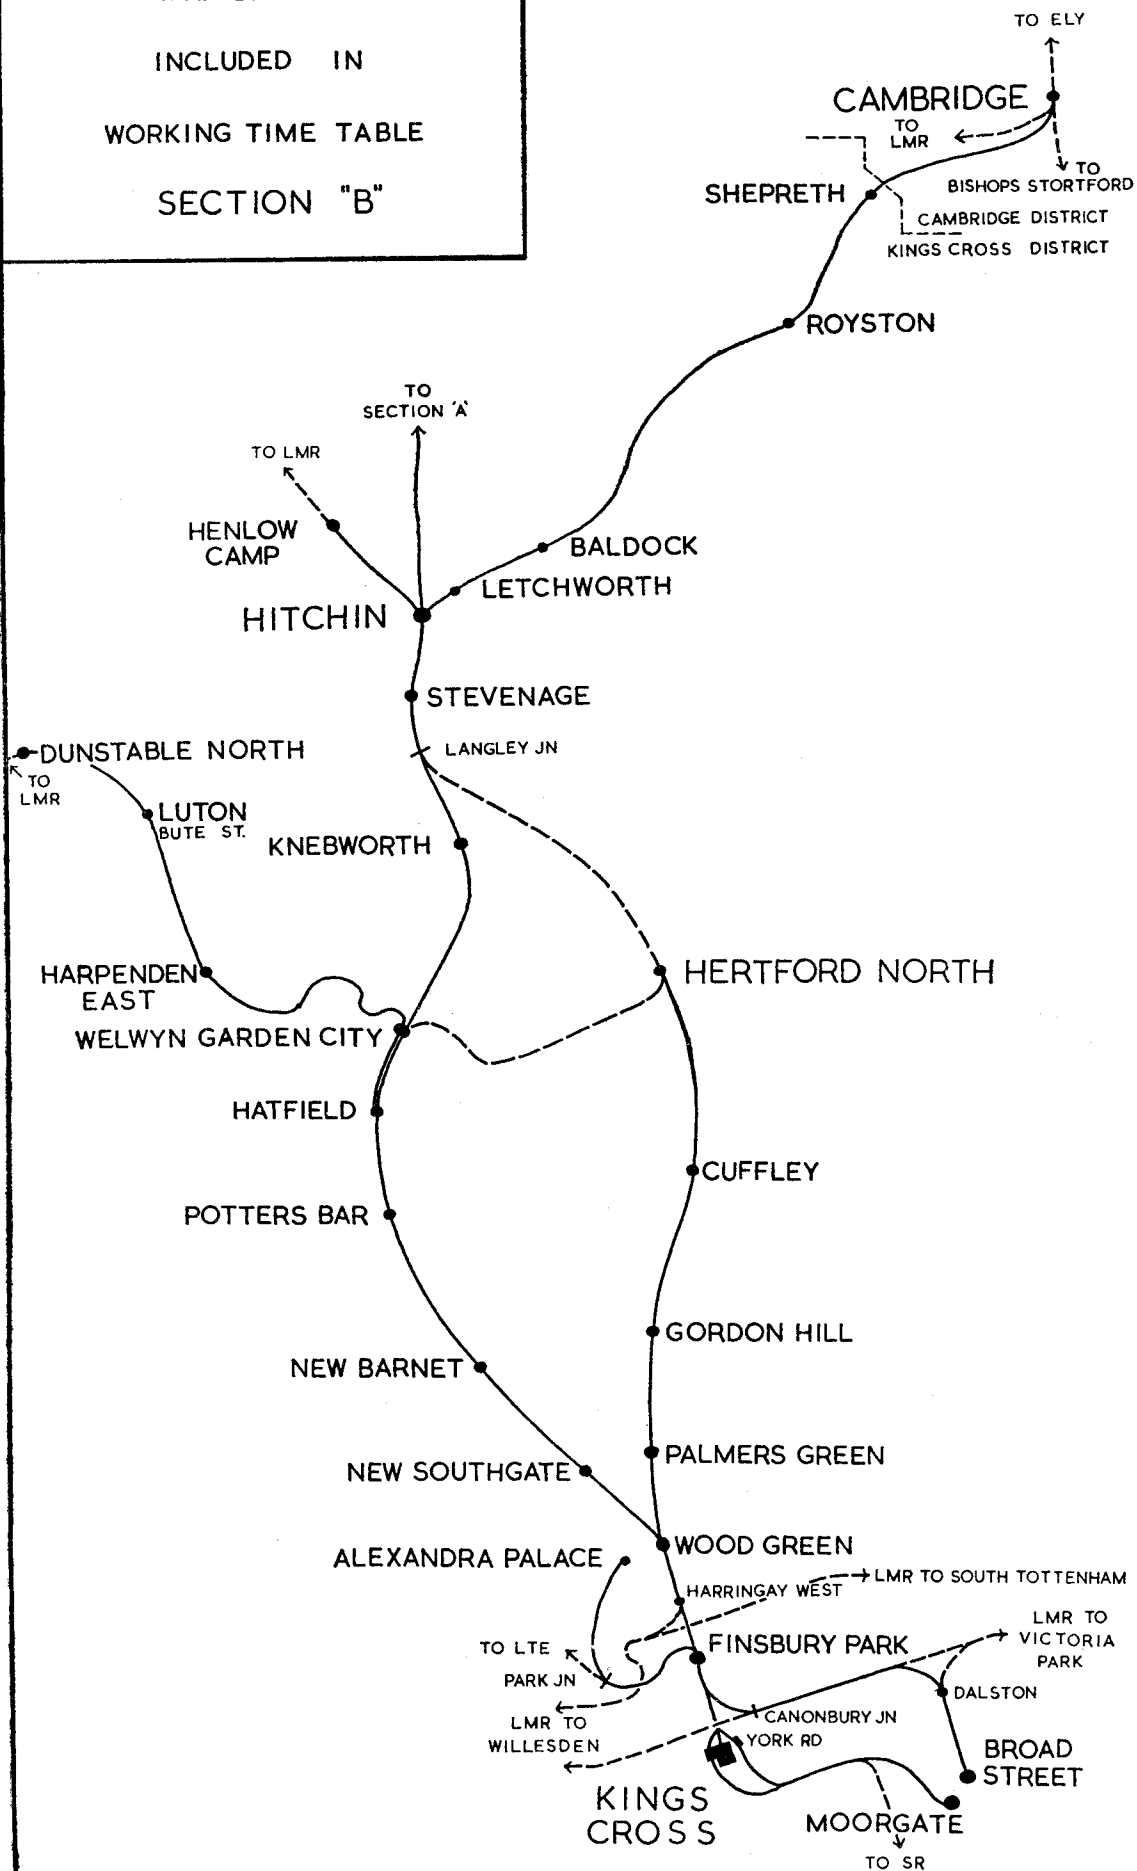 INCLUDED IN
WORKING TIME TABLE
SECTION "B"
TO ELY
CAMBRIDGE
TO
LMR
TO
BISHOPS STORTFORD
SHEPRETH
CAMBRIDGE DISTRICT
KINGS CROSS DISTRICT
ROYSTON
TO
SECTION 'A'
TO LMR
HENLOW
CAMP
BALDOCK
LETCHWORTH
HITCHIN
STEVENAGE
LANGLEY JN
DUNSTABLE NORTH
TO
LMR
LUTON
BUTE ST.
KNEBWORTH
HARPENDEN
EAST
HERTFORD NORTH
WELWYN GARDEN CITY
HATFIELD
CUFFLEY
POTTERS BAR
GORDON HILL
NEW BARNET
PALMERS GREEN
NEW SOUTHGATE
WOOD GREEN
ALEXANDRA PALACE
HARRINGAY WEST
LMR TO SOUTH TOTTENHAM
LMR TO
VICTORIA
PARK
FINSBURY PARK
TO LTE
PARK JN
DALSTON
LMR TO
WILLESDEN
CANONBURY JN
YORK RD
BROAD
STREET
KINGS
CROSS
MOORGATE
TO SR